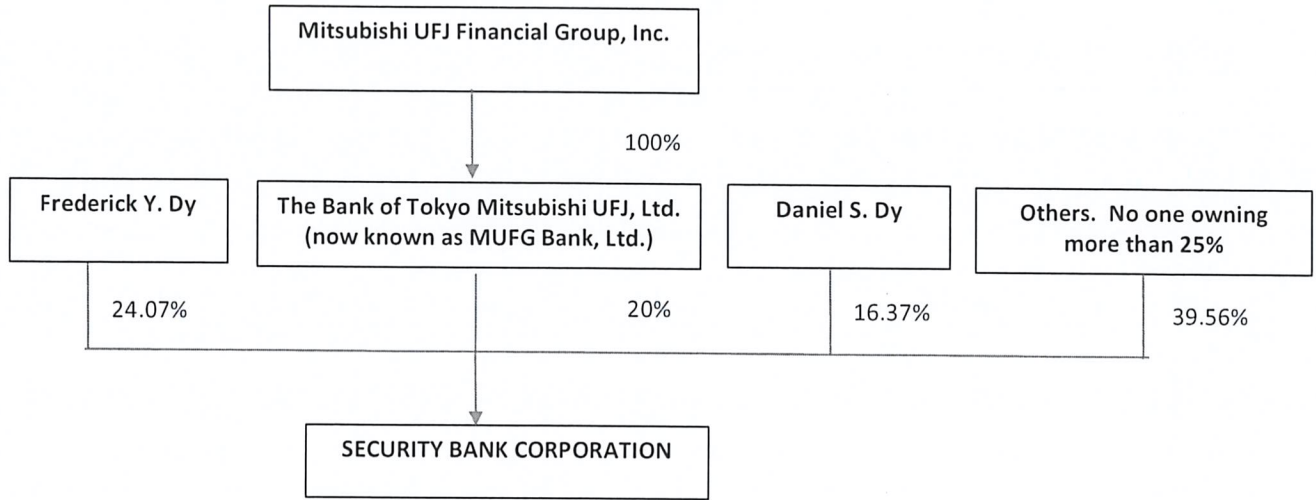 Mitsubishi UFJ Financial Group, Inc.
100%
Frederick Y. Dy
The Bank of Tokyo Mitsubishi UFJ, Ltd.
(now known as MUFG Bank, Ltd.)
Daniel S. Dy
Others. No one owning
more than 25%
24.07%
20%
16.37%
39.56%
SECURITY BANK CORPORATION